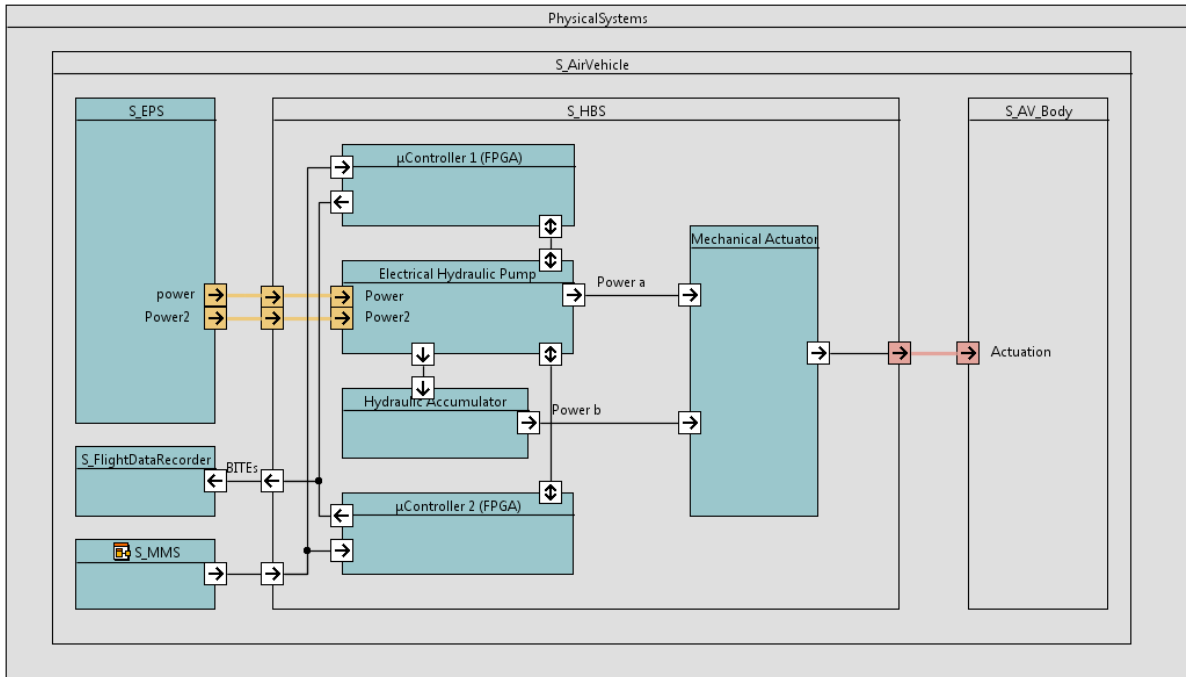 PhysicalSystems
S_AirVehicle
S_EPS
S_HBS
S_AV_Body
µController 1 (FPGA)
Mechanical Actuator
Electrical Hydraulic Pump
Power a
power
Power
Power2
Power2
Actuation
Hydraulic Accumulator
Power b
S_FlightDataRecorder
BITEs
µController 2 (FPGA)
S_MMS